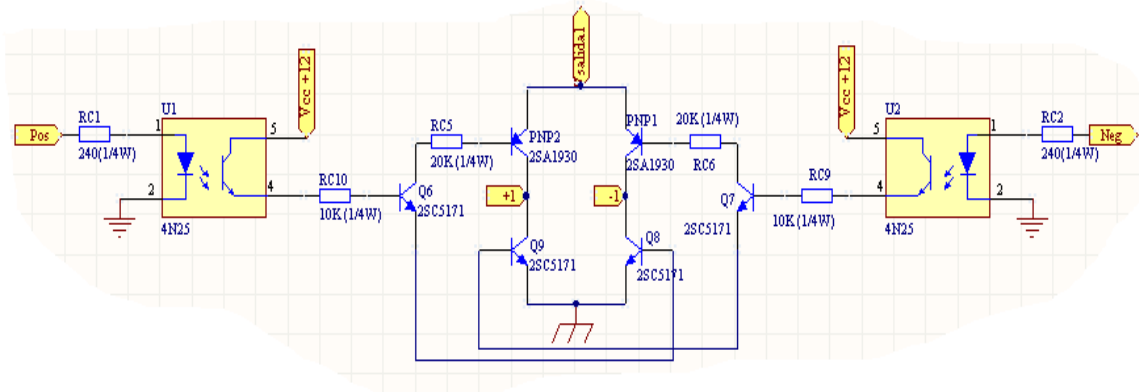 Vsalida1
Vcc +12
Vcc +12
U1
U2
RC1
Pos
240(1/4W)
1
2
5
4
4N25
RC10
10K(1/4W)
RC5
20K(1/4W)
Q6
2SC5171
PNP2
2SA1930
PNP1
2SA1930
20K(1/4W)
RC6
+1
-1
Q9
2SC5171
Q8
2SC5171
Q7
2SC5171
RC9
10K(1/4W)
5
4
1
2
4N25
RC2
240(1/4W)
Neg